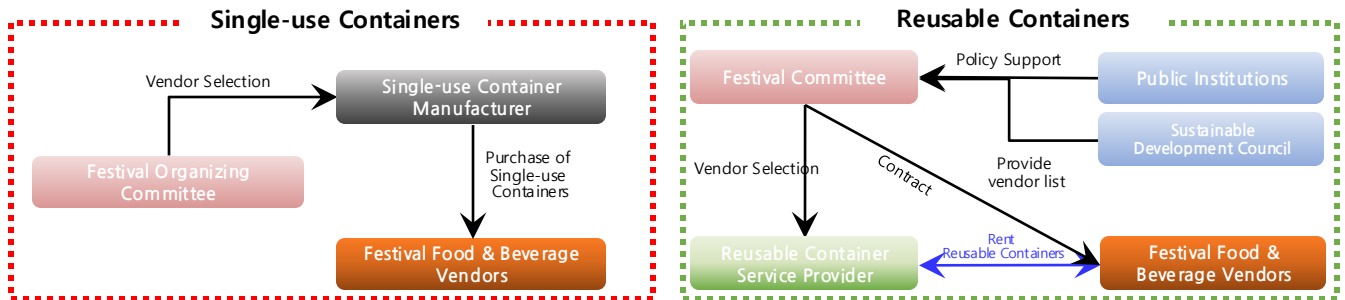 Single-use Containers
Vendor Selection
Single-use Container
Manufacturer
Festival Organizing
Committee
Purchase of
Single-use
Containers
Festival Food & Beverage
Vendors
Reusable Containers
Festival Committee
Policy Support
Public Institutions
Sustainable
Development Council
Provide
vendor list
Vendor Selection
Contract
Reusable Container
Service Provider
Rent
Reusable Containers
Festival Food &
Beverage Vendors